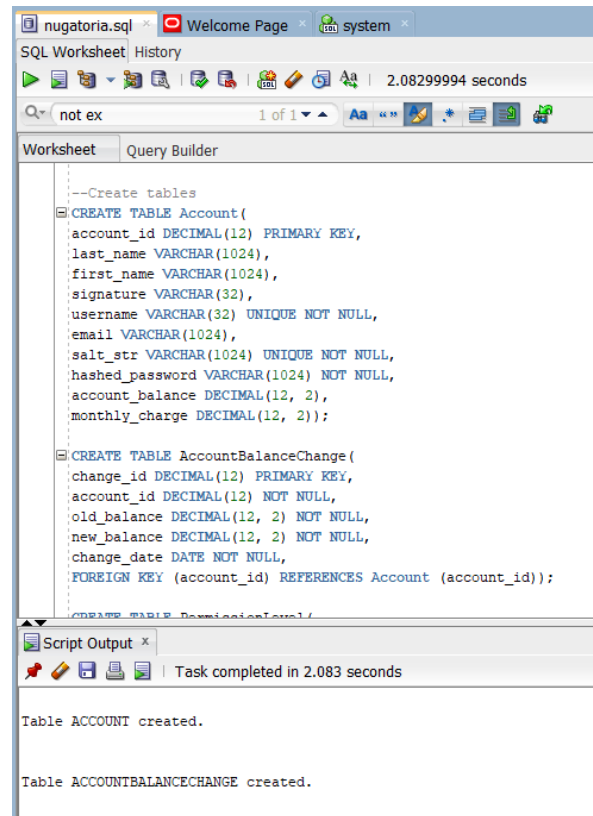 nugatoria.sql Welcome Page system
SQL Worksheet History
2.08299994 seconds
not ex 1 of 1 Aa “” .*
Worksheet Query Builder
--Create tables
CREATE TABLE Account(
account_id DECIMAL(12) PRIMARY KEY,
last_name VARCHAR(1024),
first_name VARCHAR(1024),
signature VARCHAR(32),
username VARCHAR(32) UNIQUE NOT NULL,
email VARCHAR(1024),
salt_str VARCHAR(1024) UNIQUE NOT NULL,
hashed_password VARCHAR(1024) NOT NULL,
account_balance DECIMAL(12, 2),
monthly_charge DECIMAL(12, 2));
CREATE TABLE AccountBalanceChange(
change_id DECIMAL(12) PRIMARY KEY,
account_id DECIMAL(12) NOT NULL,
old_balance DECIMAL(12, 2) NOT NULL,
new_balance DECIMAL(12, 2) NOT NULL,
change_date DATE NOT NULL,
FOREIGN KEY (account_id) REFERENCES Account (account_id));
CREATE TABLE PermissionLevel(
Script Output
Task completed in 2.083 seconds
Table ACCOUNT created.
Table ACCOUNTBALANCECHANGE created.